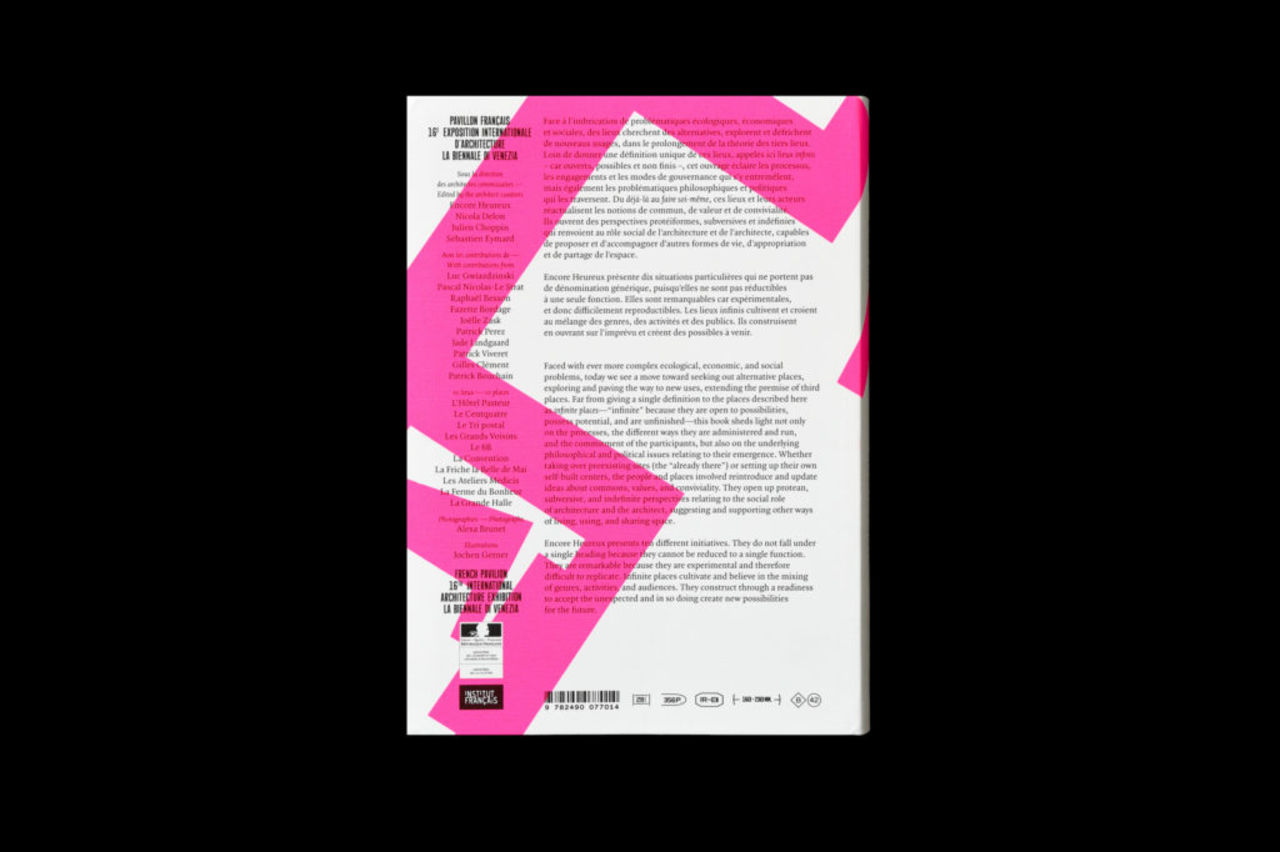 PAVILLON FRANÇAIS
16E EXPOSITION INTERNATIONALE
D'ARCHITECTURE
LA BIENNALE DI VENEZIA
Sous la direction
des architectes commissaires —
Edited by the architect curators
Encore Heureux
Nicola Delon
Julien Choppin
Sébastien Eymard
Avec les contributions de —
With contributions from
Luc Gwiazdzinski
Pascal Nicolas-Le Strat
Raphaël Besson
Fazette Bordage
Joëlle Zask
Patrick Perez
Jade Lindgaard
Patrick Viveret
Gilles Clément
Patrick Bouchain
10 lieux — 10 places
L'Hôtel Pasteur
Le Centquatre
Le Tri postal
Les Grands Voisins
Le 6B
La Convention
La Friche la Belle de Mai
Les Ateliers Médicis
La Ferme du Bonheur
La Grande Halle
Photographies — Photographs
Alexa Brunet
Illustrations
Jochen Gerner
FRENCH PAVILION
16TH INTERNATIONAL
ARCHITECTURE EXHIBITION
LA BIENNALE DI VENEZIA
RÉPUBLIQUE FRANÇAISE
INSTITUT
FRANÇAIS
Face à l'imbrication de problématiques écologiques, économiques
et sociales, des lieux cherchent des alternatives, explorent et défrichent
de nouveaux usages, dans le prolongement de la théorie des tiers lieux.
Loin de donner une définition unique de ces lieux, appelés ici lieux infinis
– car ouverts, possibles et non finis –, cet ouvrage éclaire les processus,
les engagements et les modes de gouvernance qui s'y entremêlent,
mais également les problématiques philosophiques et politiques
qui les traversent. Du déjà-là au faire soi-même, ces lieux et leurs acteurs
réactualisent les notions de commun, de valeur et de convivialité.
Ils ouvrent des perspectives protéiformes, subversives et indéfinies
qui renvoient au rôle social de l'architecture et de l'architecte, capables
de proposer et d'accompagner d'autres formes de vie, d'appropriation
et de partage de l'espace.
Encore Heureux présente dix situations particulières qui ne portent pas
de dénomination générique, puisqu'elles ne sont pas réductibles
à une seule fonction. Elles sont remarquables car expérimentales,
et donc difficilement reproductibles. Les lieux infinis cultivent et croient
au mélange des genres, des activités et des publics. Ils construisent
en ouvrant sur l'imprévu et créent des possibles à venir.
Faced with ever more complex ecological, economic, and social
problems, today we see a move toward seeking out alternative places,
exploring and paving the way to new uses, extending the premise of third
places. Far from giving a single definition to the places described here
as infinite places—“infinite” because they are open to possibilities,
possess potential, and are unfinished—this book sheds light not only
on the processes, the different ways they are administered and run,
and the commitment of the participants, but also on the underlying
philosophical and political issues relating to their emergence. Whether
taking over preexisting sites (the “already there”) or setting up their own
self-built centers, the people and places involved reintroduce and update
ideas about commons, values, and conviviality. They open up protean,
subversive, and indefinite perspectives relating to the social role
of architecture and the architect, suggesting and supporting other ways
of living, using, and sharing space.
Encore Heureux presents ten different initiatives. They do not fall under
a single heading because they cannot be reduced to a single function.
They are remarkable because they are experimental and therefore
difficult to replicate. Infinite places cultivate and believe in the mixing
of genres, activities, and audiences. They construct through a readiness
to accept the unexpected and in so doing create new possibilities
for the future.
9 782490 077014
356P
B 42